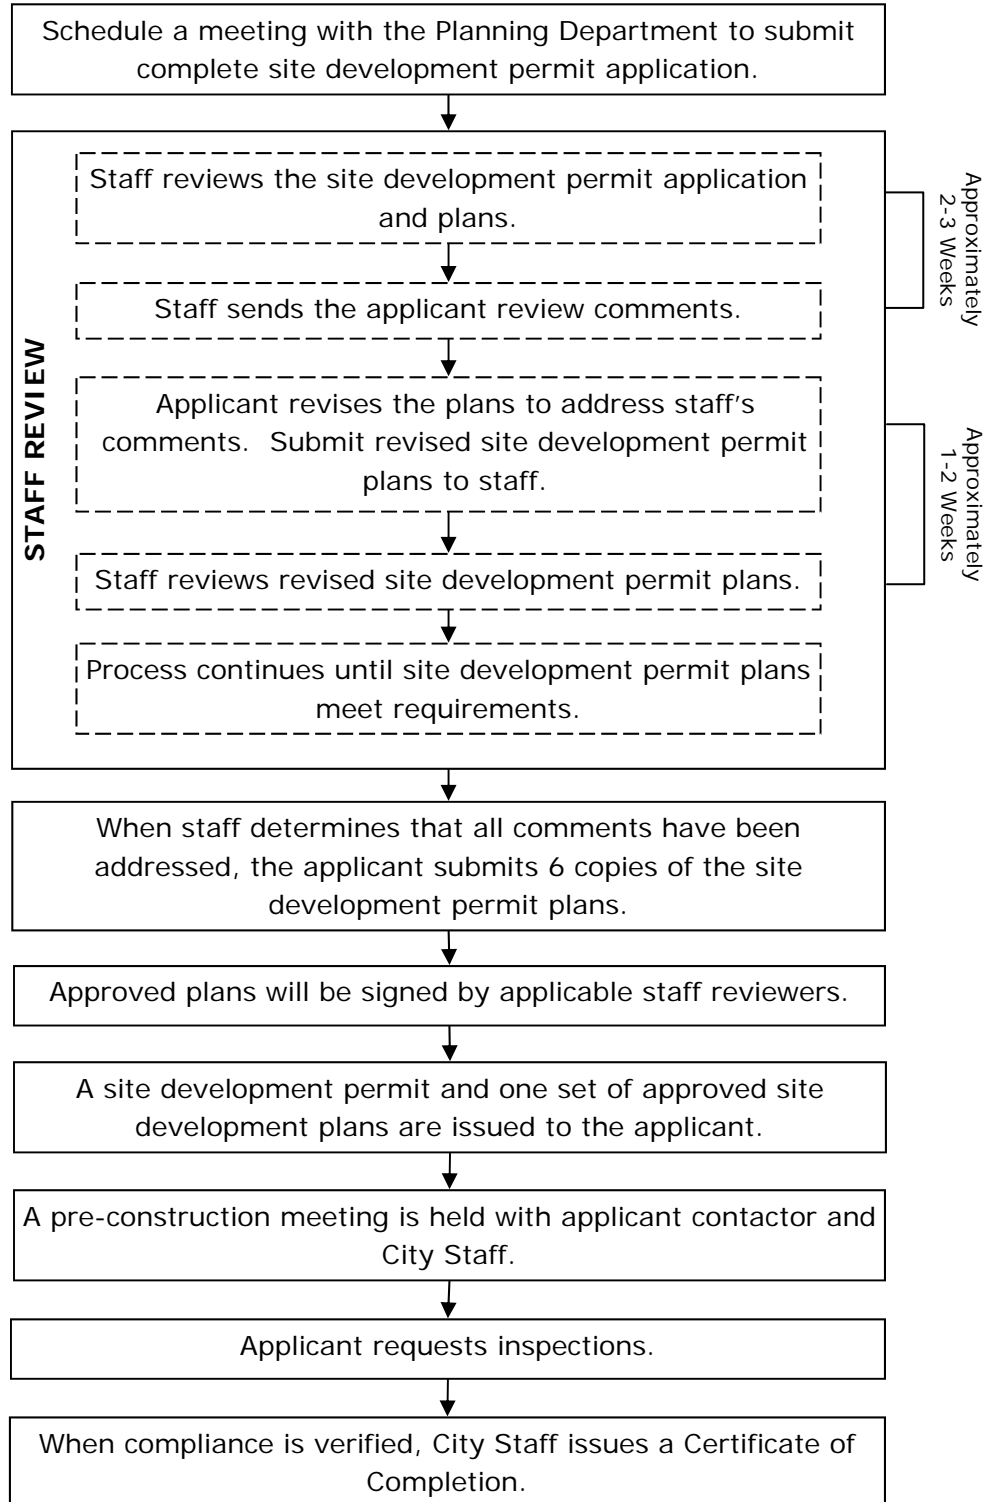 Schedule a meeting with the Planning Department to submit
complete site development permit application.
STAFF REVIEW
Staff reviews the site development permit application
and plans.
Staff sends the applicant review comments.
Approximately
2-3 Weeks
Applicant revises the plans to address staff’s
comments.  Submit revised site development permit
plans to staff.
Staff reviews revised site development permit plans.
Approximately
1-2 Weeks
Process continues until site development permit plans
meet requirements.
When staff determines that all comments have been
addressed, the applicant submits 6 copies of the site
development permit plans.
Approved plans will be signed by applicable staff reviewers.
A site development permit and one set of approved site
development plans are issued to the applicant.
A pre-construction meeting is held with applicant contactor and
City Staff.
Applicant requests inspections.
When compliance is verified, City Staff issues a Certificate of
Completion.